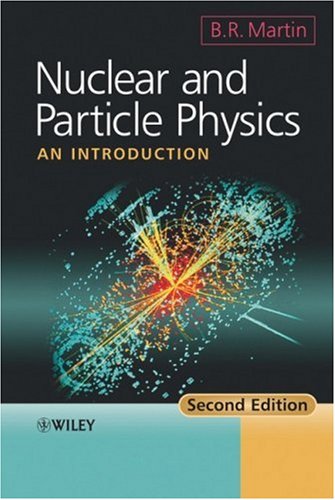 B.R. Martin
Nuclear and
Particle Physics
AN INTRODUCTION
Second Edition
WILEY